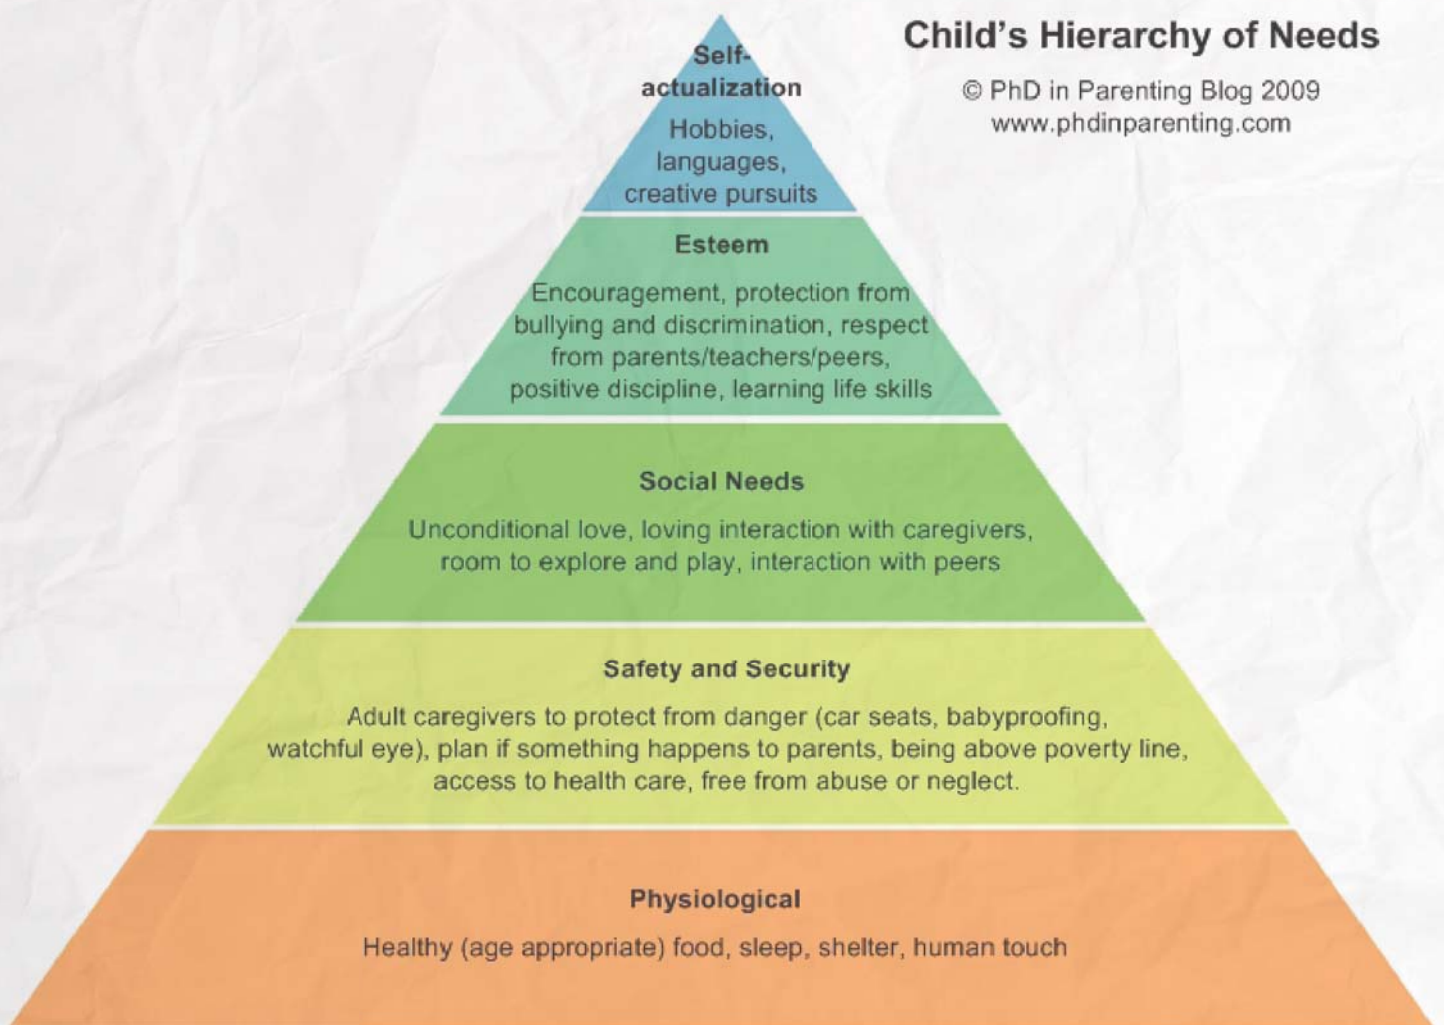 Child's Hierarchy of Needs
© PhD in Parenting Blog 2009
www.phdinparenting.com
Self-
actualization
Hobbies,
languages,
creative pursuits
Esteem
Encouragement, protection from
bullying and discrimination, respect
from parents/teachers/peers,
positive discipline, learning life skills
Social Needs
Unconditional love, loving interaction with caregivers,
room to explore and play, interaction with peers
Safety and Security
Adult caregivers to protect from danger (car seats, babyproofing,
watchful eye), plan if something happens to parents, being above poverty line,
access to health care, free from abuse or neglect.
Physiological
Healthy (age appropriate) food, sleep, shelter, human touch